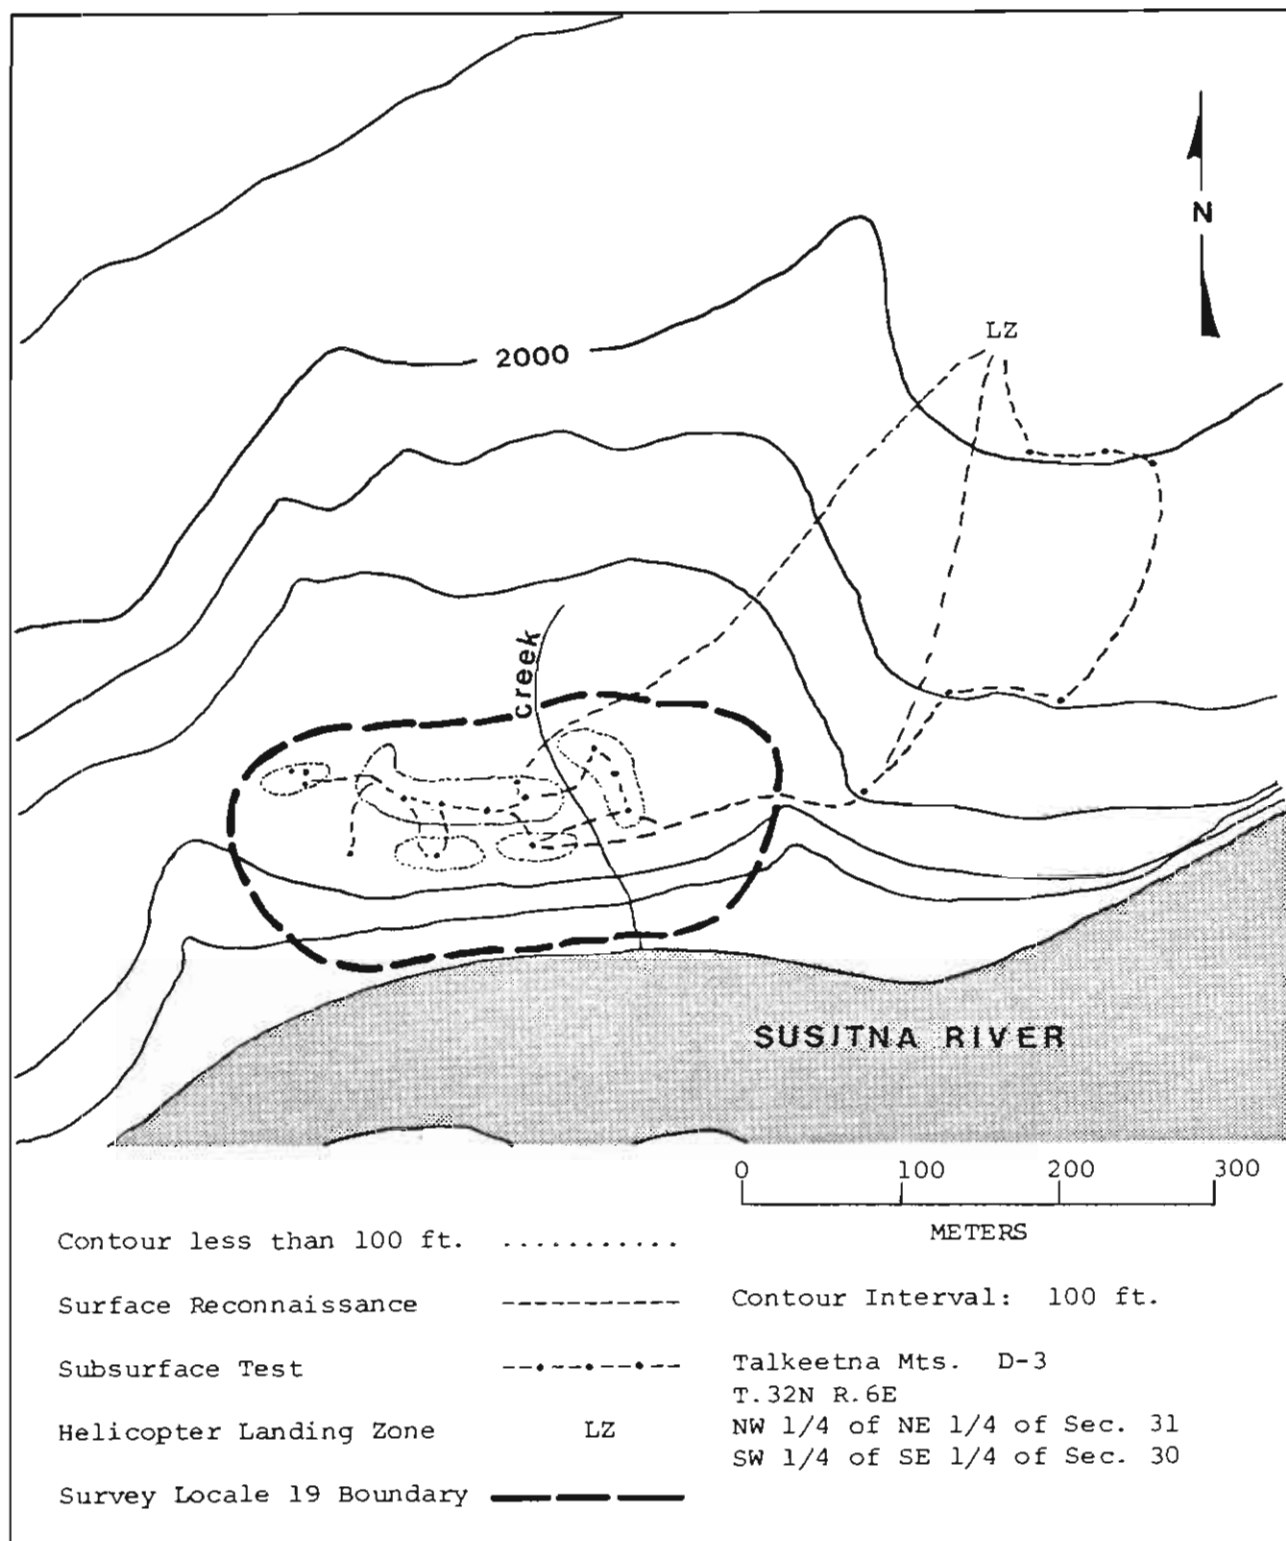 N
LZ
2000
creek
SUSITNA RIVER
0 100 200 300
METERS
Contour less than 100 ft.
Surface Reconnaissance
Subsurface Test
Helicopter Landing Zone LZ
Survey Locale 19 Boundary
Contour Interval: 100 ft.
Talkeetna Mts. D-3
T.32N R.6E
NW 1/4 of NE 1/4 of Sec. 31
SW 1/4 of SE 1/4 of Sec. 30